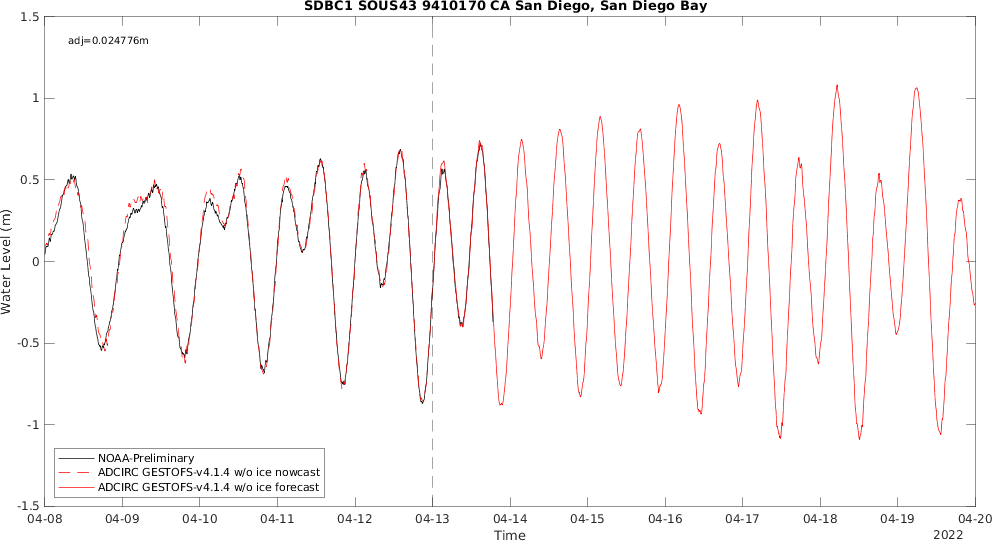 SDBC1 SOUS43 9410170 CA San Diego, San Diego Bay
adj=0.024776m
1.5
1
0.5
0
-0.5
-1
-1.5
Water Level (m)
NOAA-Preliminary
ADCIRC GESTOFS-v4.1.4 w/o ice nowcast
ADCIRC GESTOFS-v4.1.4 w/o ice forecast
04-08 04-09 04-10 04-11 04-12 04-13 04-14 04-15 04-16 04-17 04-18 04-19 04-20
Time
2022